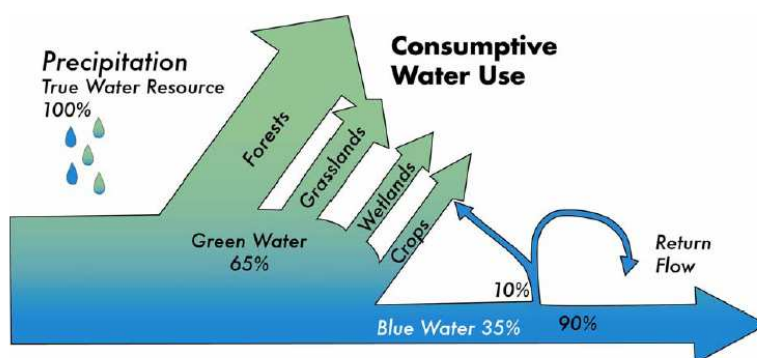 Precipitation
True Water Resource
100%
Consumptive
Water Use
Forests
Grasslands
Wetlands
Crops
Green Water
65%
Return
Flow
10%
Blue Water 35%
90%